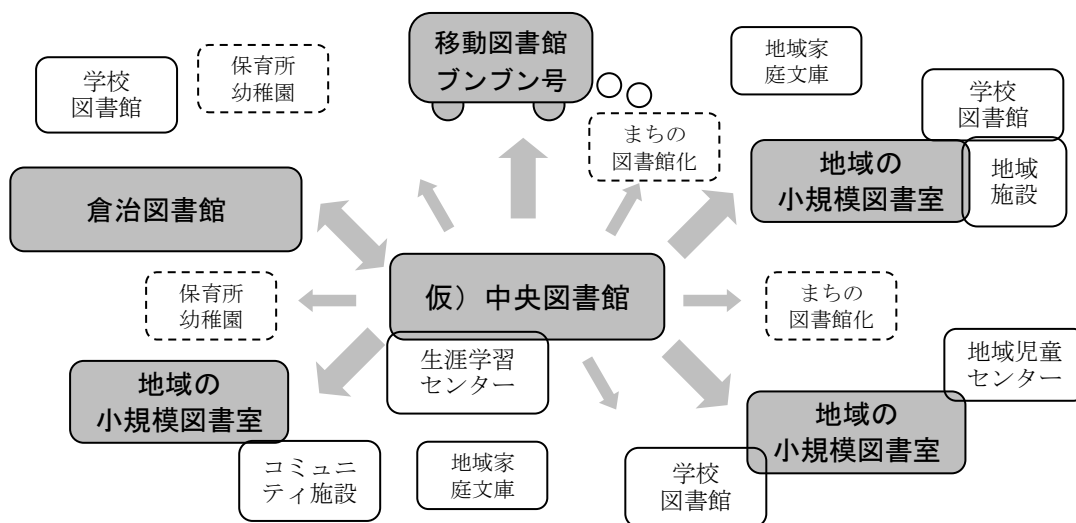 移動図書館
ブンブン号
地域家
庭文庫
保育所
幼稚園
学校
図書館
学校
図書館
まちの
図書館化
地域の
小規模図書室
地域
施設
倉治図書館
仮）中央図書館
保育所
幼稚園
まちの
図書館化
生涯学習
センター
地域児童
センター
地域の
小規模図書室
地域の
小規模図書室
コミュニ
ティ施設
地域家
庭文庫
学校
図書館